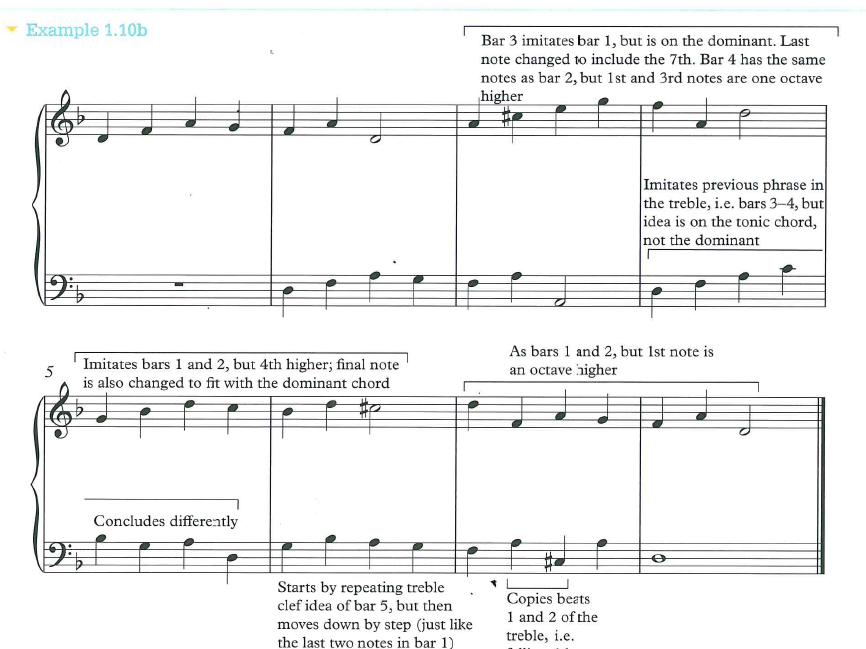 Example 1.10b
Bar 3 imitates bar 1, but is on the dominant. Last
note changed to include the 7th. Bar 4 has the same
notes as bar 2, but 1st and 3rd notes are one octave
higher
Imitates previous phrase in
the treble, i.e. bars 3–4, but
idea is on the tonic chord,
not the dominant
5
Imitates bars 1 and 2, but 4th higher; final note
is also changed to fit with the dominant chord
As bars 1 and 2, but 1st note is
an octave higher
Concludes differently
Starts by repeating treble
clef idea of bar 5, but then
moves down by step (just like
the last two notes in bar 1)
Copies beats
1 and 2 of the
treble, i.e.